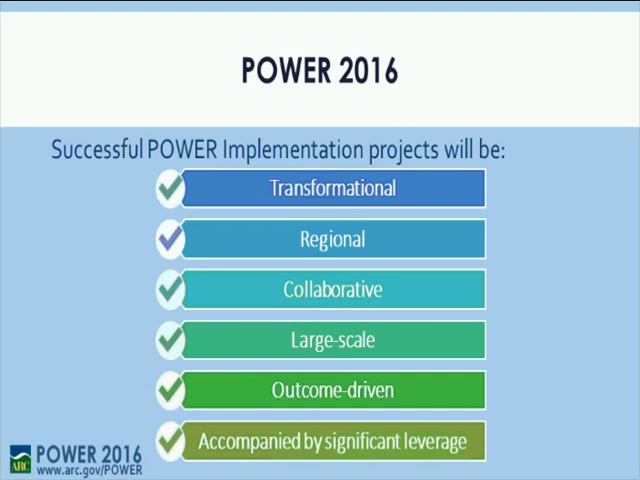 POWER 2016
Successful POWER Implementation projects will be:
Transformational
Regional
Collaborative
Large-scale
Outcome-driven
Accompanied by significant leverage
ARC
POWER 2016
www.arc.gov/POWER